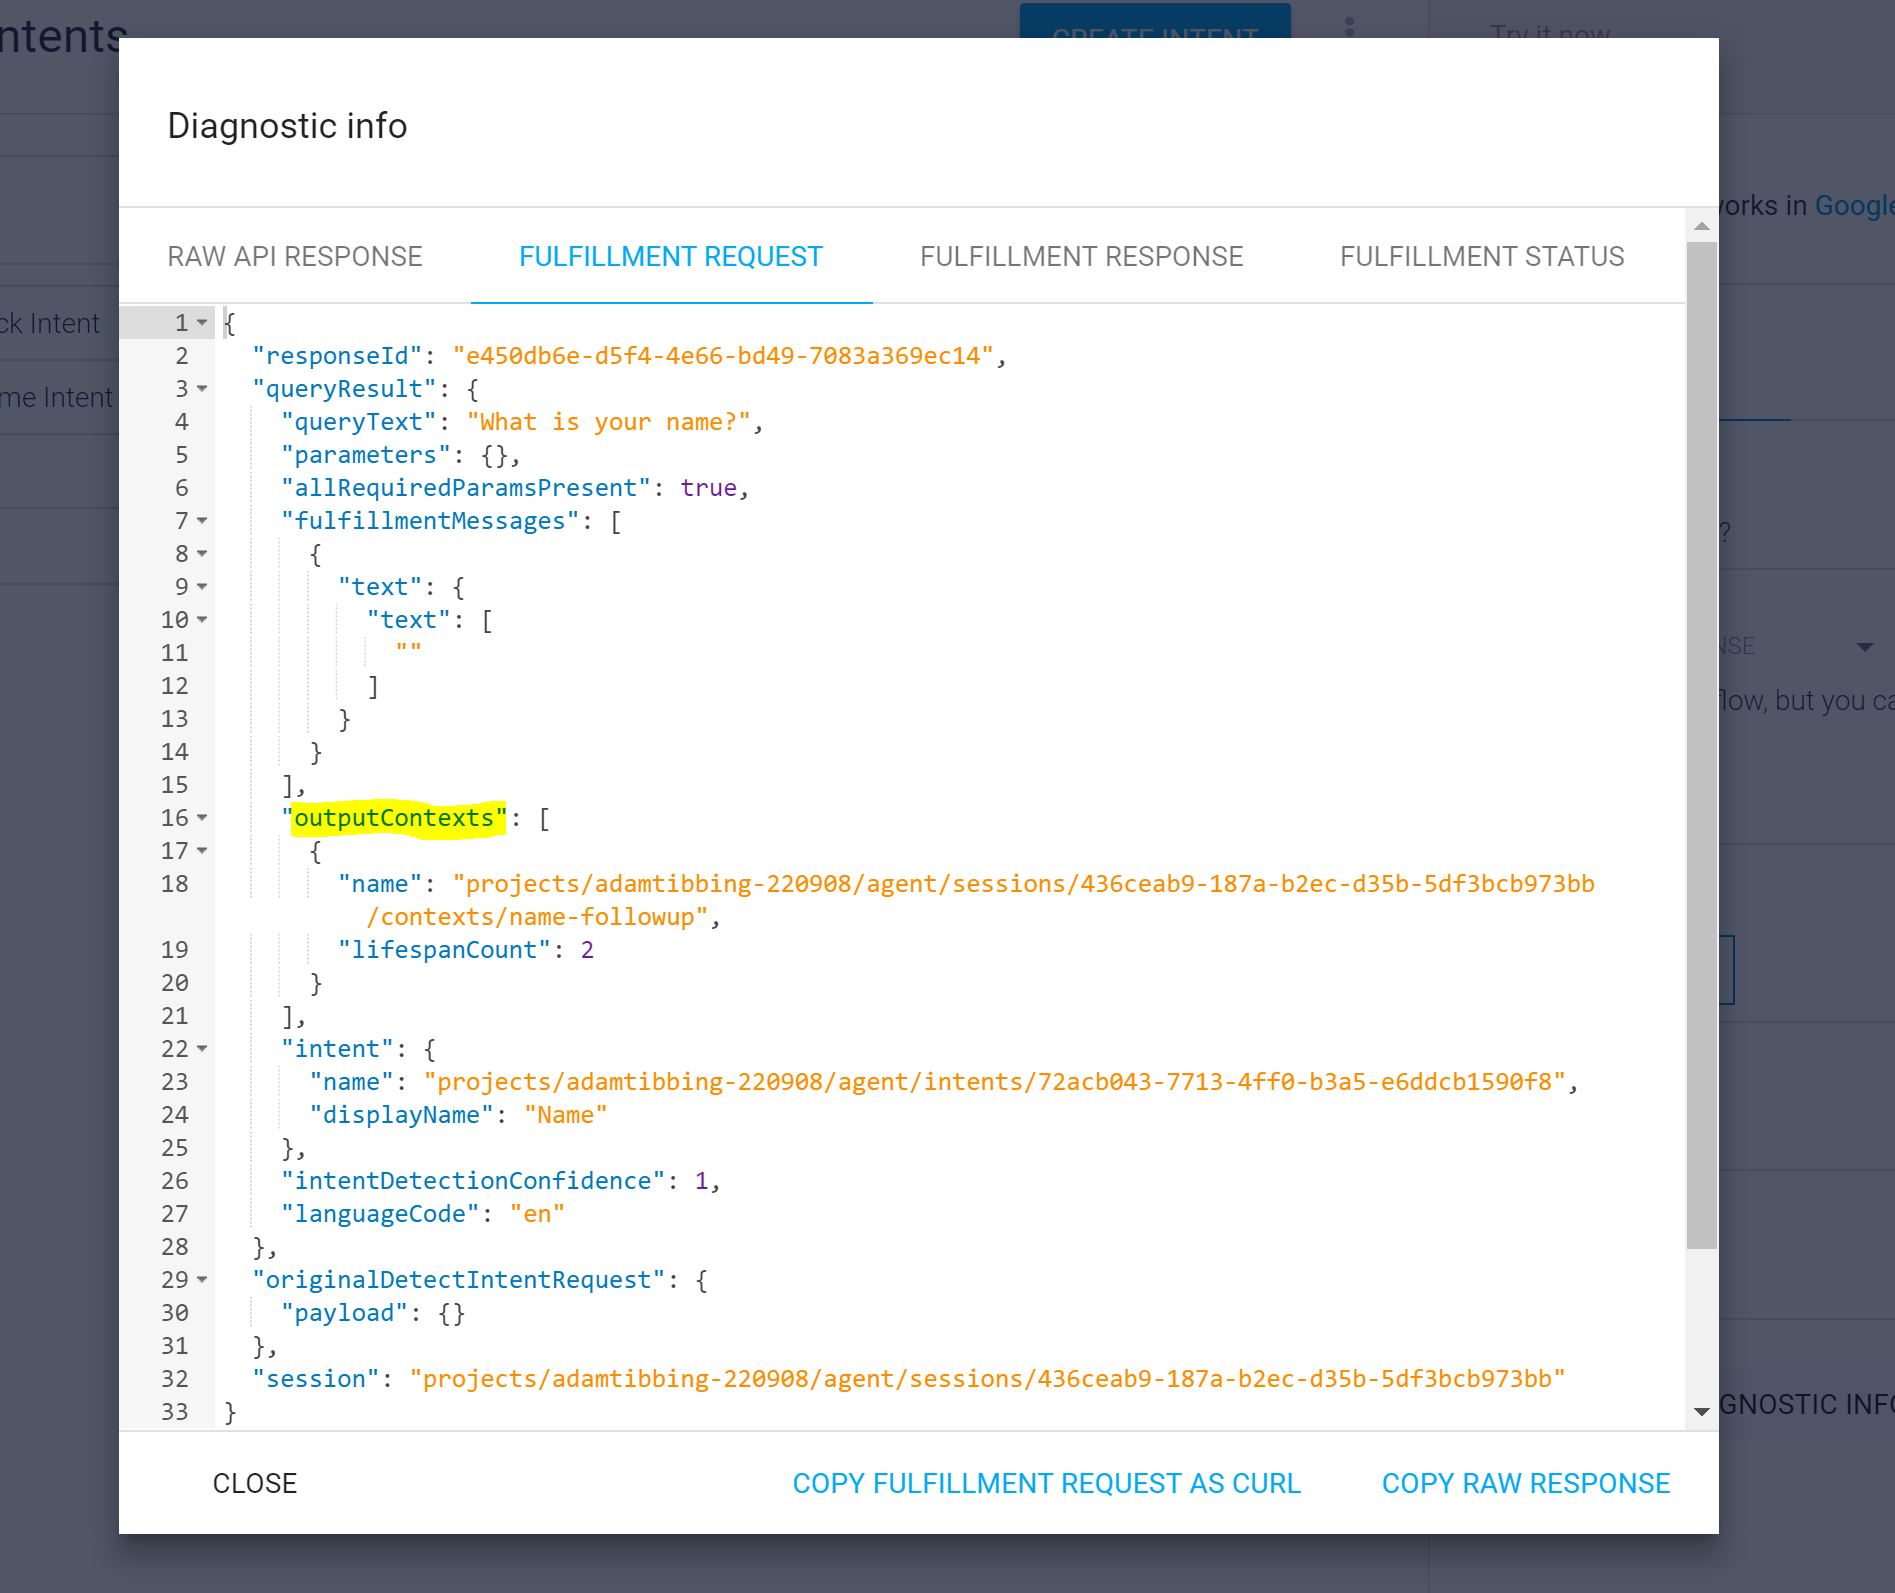 ntents
CREATE INTENT
Try it now
Diagnostic info
orks in Google
RAW API RESPONSE FULFILLMENT REQUEST FULFILLMENT RESPONSE FULFILLMENT STATUS
ck Intent
me Intent
1 {
2 "responseId": "e450db6e-d5f4-4e66-bd49-7083a369ec14",
3 "queryResult": {
4 "queryText": "What is your name?",
5 "parameters": {},
6 "allRequiredParamsPresent": true,
7 "fulfillmentMessages": [
8 {
9 "text": {
10 "text": [
11 ""
12 ]
13 }
14 }
15 ],
16 "outputContexts": [
17 {
18 "name": "projects/adamtibbing-220908/agent/sessions/436ceab9-187a-b2ec-d35b-5df3bcb973bb
/contexts/name-followup",
19 "lifespanCount": 2
20 }
21 ],
22 "intent": {
23 "name": "projects/adamtibbing-220908/agent/intents/72acb043-7713-4ff0-b3a5-e6ddcb1590f8",
24 "displayName": "Name"
25 },
26 "intentDetectionConfidence": 1,
27 "languageCode": "en"
28 },
29 "originalDetectIntentRequest": {
30 "payload": {}
31 },
32 "session": "projects/adamtibbing-220908/agent/sessions/436ceab9-187a-b2ec-d35b-5df3bcb973bb"
33 }
?
NSE
flow, but you ca
GNOSTIC INFO
CLOSE COPY FULFILLMENT REQUEST AS CURL COPY RAW RESPONSE